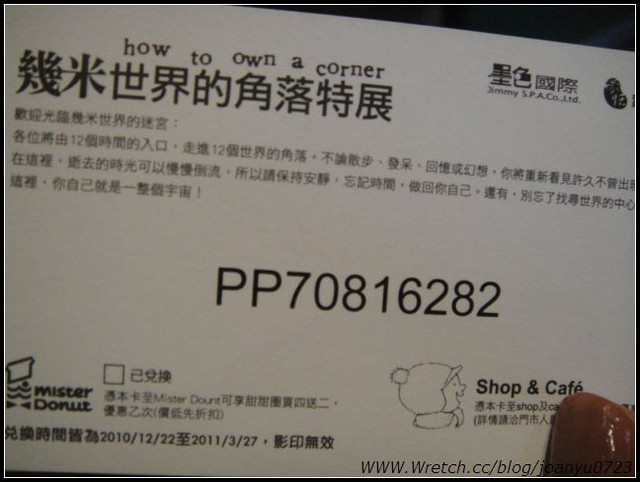 how to own a corner
幾米世界的角落特展
墨色國際
Jimmy S.P.A.Co.,Ltd.
歡迎光臨幾米世界的迷宮：
各位將由12個時間的入口，走進12個世界的角落。不論散步、發呆、回憶或幻想，你將重新看見許久不曾出現
在這裡，逝去的時光可以慢慢倒流，所以請保持安靜，忘記時間，做回你自己。還有，別忘了找尋世界的中心
這裡，你自己就是一整個宇宙！
PP70816282
mister Donut
已兌換
憑本卡至Mister Dount可享甜甜圈買四送二，
優惠乙次(價低先折扣)
Shop & Café
憑本卡至shop及ca
(詳情請洽門市人
兌換時間皆為2010/12/22至2011/3/27，影印無效
www.Wretch.cc/blog/joanyu0723